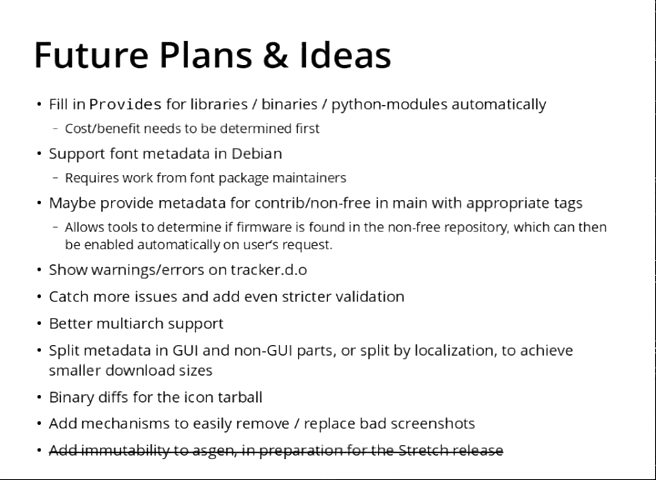 Future Plans & Ideas
• Fill in Provides for libraries / binaries / python-modules automatically
– Cost/benefit needs to be determined first
• Support font metadata in Debian
– Requires work from font package maintainers
• Maybe provide metadata for contrib/non-free in main with appropriate tags
– Allows tools to determine if firmware is found in the non-free repository, which can then
be enabled automatically on user's request.
• Show warnings/errors on tracker.d.o
• Catch more issues and add even stricter validation
• Better multiarch support
• Split metadata in GUI and non-GUI parts, or split by localization, to achieve
smaller download sizes
• Binary diffs for the icon tarball
• Add mechanisms to easily remove / replace bad screenshots
• Add immutability to asgen, in preparation for the Stretch release